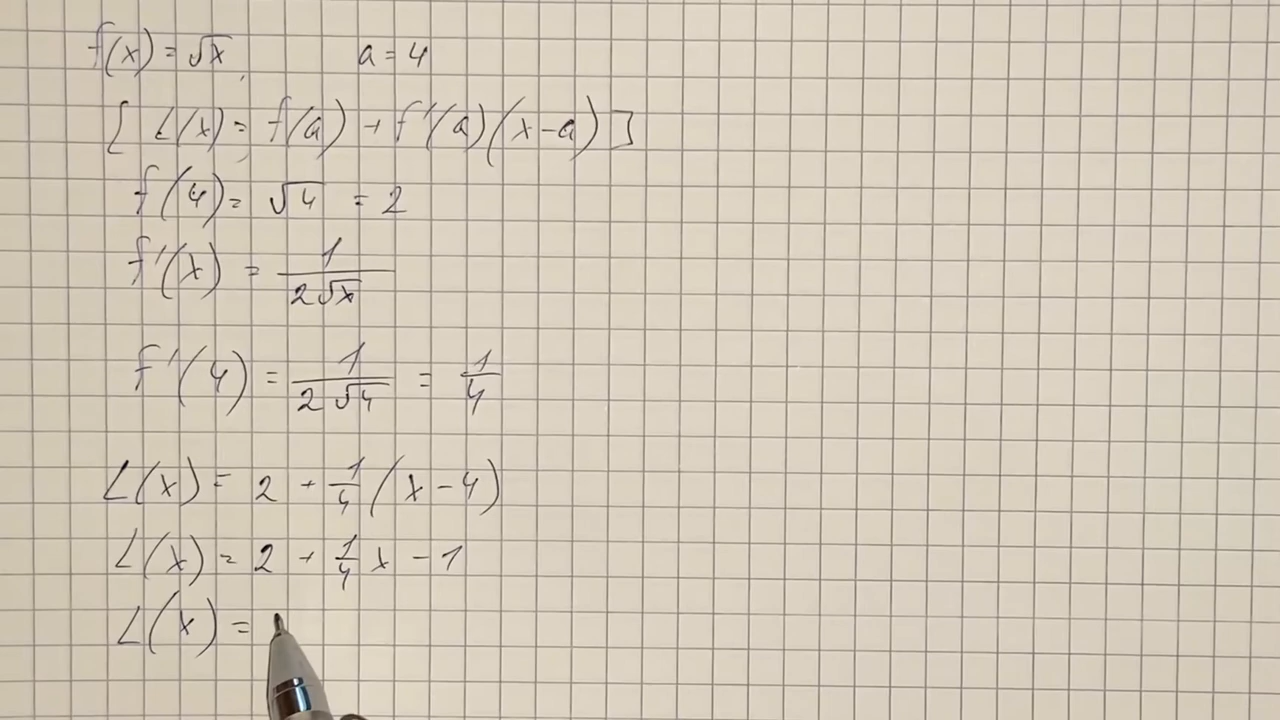 f(x) = √x, a = 4
[ L(x) = f(a) + f'(a)(x-a) ]
f(4) = √4 = 2
f'(x) = 1/(2√x)
f'(4) = 1/(2√4) = 1/4
L(x) = 2 + 1/4 (x-4)
L(x) = 2 + 1/4 x - 1
L(x) =